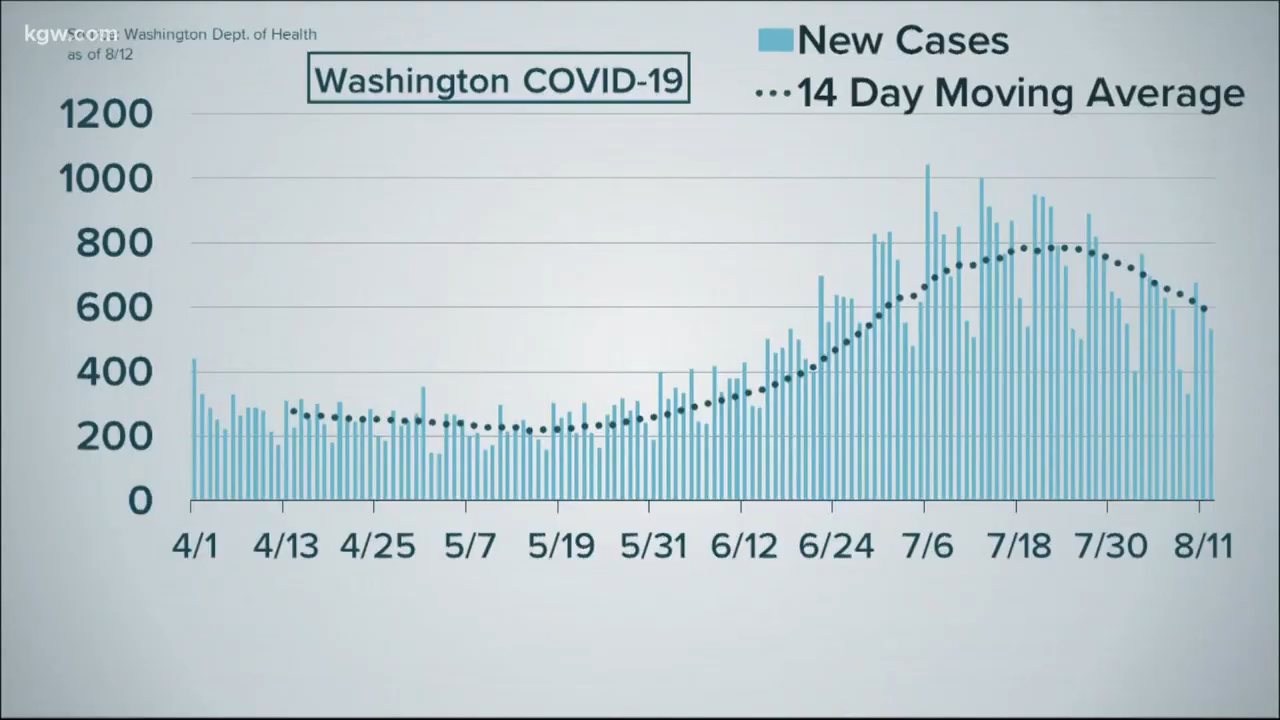 kgw.com
Washington Dept. of Health
as of 8/12
Washington COVID-19
New Cases
14 Day Moving Average
1200
1000
800
600
400
200
0
4/1 4/13 4/25 5/7 5/19 5/31 6/12 6/24 7/6 7/18 7/30 8/11